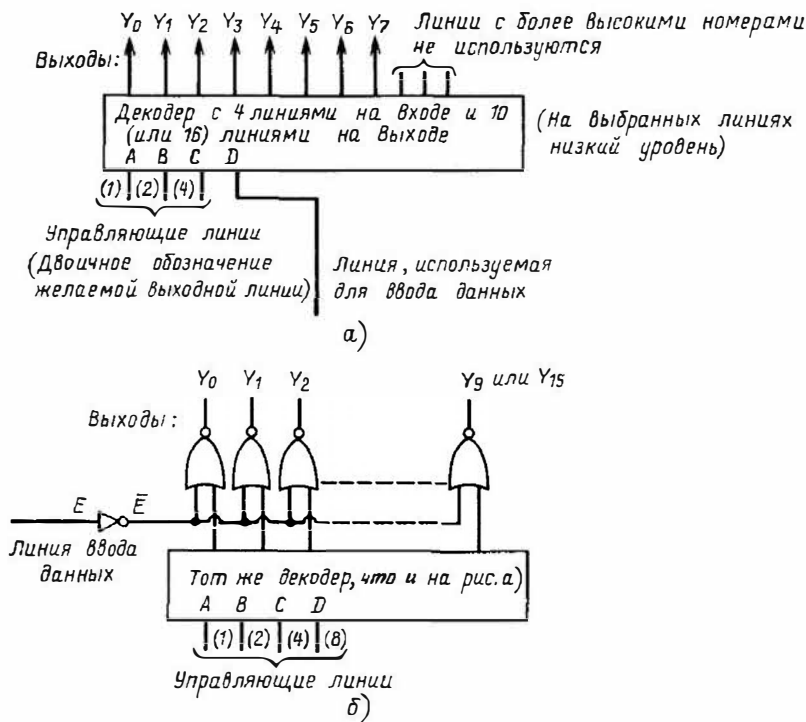 Y0 Y1 Y2 Y3 Y4 Y5 Y6 Y7
Линии с более высокими номерами
не используются
Выходы:
Декодер с 4 линиями на входе и 10
(или 16) линиями на выходе
(На выбранных линиях
низкий уровень)
A B C D
(1) (2) (4)
Управляющие линии
(Двоичное обозначение
желаемой выходной линии)
Линия, используемая
для ввода данных
а)
Y0 Y1 Y2 Y9 или Y15
Выходы:
E E̅
Линия ввода
данных
Тот же декодер, что и на рис. а)
A B C D
(1) (2) (4) (8)
Управляющие линии
б)